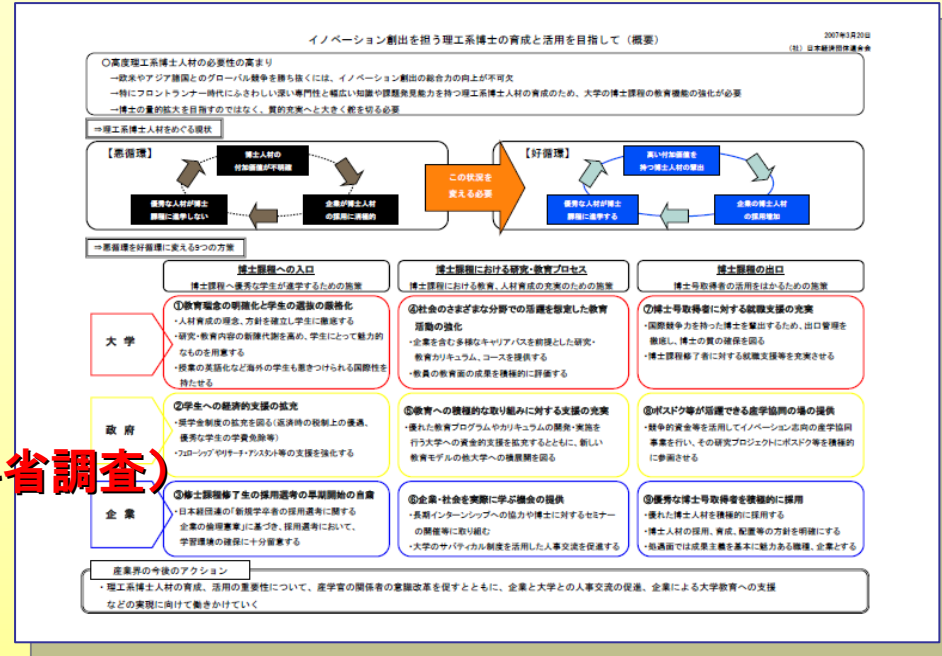 イノベーション創出を担う理工系博士の育成と活用を目指して（概要）
2007年3月20日
（社）日本経済団体連合会
○高度理工系博士人材の必要性の高まり
→欧米やアジア諸国とのグローバル競争を勝ち抜くには、イノベーション創出の総合力の向上が不可欠
→特にフロントランナー時代にふさわしい深い専門性と幅広い知識や課題発見能力を持つ理工系博士人材の育成のため、大学の博士課程の教育機能の強化が必要
→博士の量的拡大を目指すのではなく、質的充実へと大きく舵を切る必要
⇒理工系博士人材をめぐる現状
【悪循環】
博士人材の
付加価値が不明確
優秀な人材が博士
課程に進学しない
企業が博士人材
の採用に消極的
この状況を
変える必要
【好循環】
高い付加価値を
持つ博士人材の輩出
優秀な人材が博士
課程に進学する
企業の博士人材
の採用増加
⇒悪循環を好循環に変える9つの方策
博士課程への入口
博士課程へ優秀な学生が進学するための施策
博士課程における研究・教育プロセス
博士課程における教育、人材育成の充実のための施策
博士課程の出口
博士号取得者の活用をはかるための施策
大 学
①教育理念の明確化と学生の選抜の厳格化
・人材育成の理念、方針を確立し学生に徹底する
・研究・教育内容の新陳代謝を高め、学生にとって魅力的
なものを用意する
・授業の英語化など海外の学生も惹きつけられる国際性を
持たせる
④社会のさまざまな分野での活躍を想定した教育
活動の強化
・企業を含む多様なキャリアパスを前提とした研究・
教育カリキュラム、コースを提供する
・教員の教育面の成果を積極的に評価する
⑦博士号取得者に対する就職支援の充実
・国際競争力を持った博士を輩出するため、出口管理を
徹底し、博士の質の確保を図る
・博士課程修了者に対する就職支援等を充実させる
政 府
②学生への経済的支援の拡充
・奨学金制度の拡充を図る（返済時の税制上の優遇、
優秀な学生の学費免除等）
・フェローシップやリサーチ・アシスタント等の支援を強化する
⑤教育への積極的な取り組みに対する支援の充実
・優れた教育プログラムやカリキュラムの開発・実施を
行う大学への資金的支援を拡充するとともに、新しい
教育モデルの他大学への横展開を図る
⑧ポスドク等が活躍できる産学協同の場の提供
・競争的資金等を活用してイノベーション志向の産学協同
事業を行い、その研究プロジェクトにポスドク等を積極的
に参画させる
省調査）
企 業
③修士課程修了生の採用選考の早期開始の自粛
・日本経団連の「新規学卒者の採用選考に関する
企業の倫理憲章」に基づき、採用選考において、
学習環境の確保に十分留意する
⑥企業・社会を実際に学ぶ機会の提供
・長期インターンシップへの協力や博士に対するセミナー
の開催等に取り組む
・大学のサバティカル制度を活用した人事交流を促進する
⑨優秀な博士号取得者を積極的に採用
・優れた博士人材を積極的に採用する
・博士人材の採用、育成、配置等の方針を明確にする
・処遇面では成果主義を基本に魅力ある職種、企業とする
産業界の今後のアクション
・理工系博士人材の育成、活用の重要性について、産学官の関係者の意識改革を促すとともに、企業と大学との人事交流の促進、企業による大学教育への支援
などの実現に向けて働きかけていく